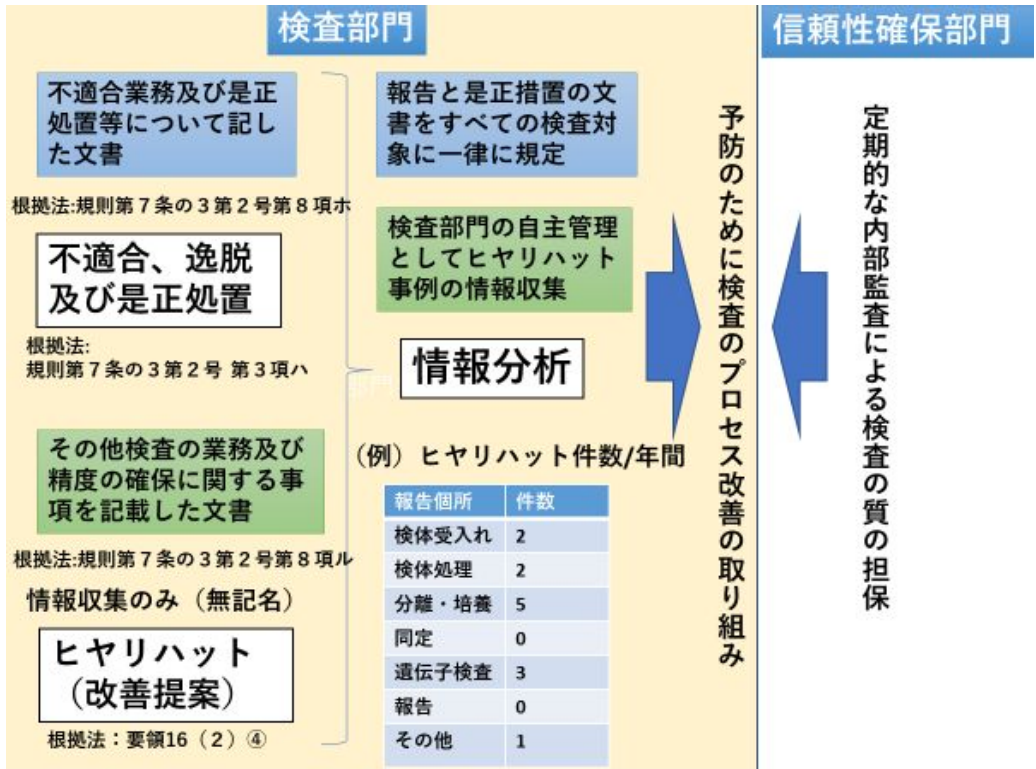 検査部門
信頼性確保部門
不適合業務及び是正
処置等について記し
た文書
根拠法:規則第7条の3第2号第8項ホ
不適合、逸脱
及び是正処置
根拠法:
規則第7条の3第2号 第3項ハ
その他検査の業務及び
精度の確保に関する事
項を記載した文書
根拠法:規則第7条の3第2号第8項ル
情報収集のみ（無記名）
ヒヤリハット
（改善提案）
根拠法：要領16（2）④
報告と是正措置の文
書をすべての検査対
象に一律に規定
検査部門の自主管理
としてヒヤリハット
事例の情報収集
情報分析
（例）ヒヤリハット件数/年間
報告個所 件数
検体受入れ 2
検体処理 2
分離・培養 5
同定 0
遺伝子検査 3
報告 0
その他 1
予防のために検査のプロセス改善の取り組み
定期的な内部監査による検査の質の担保